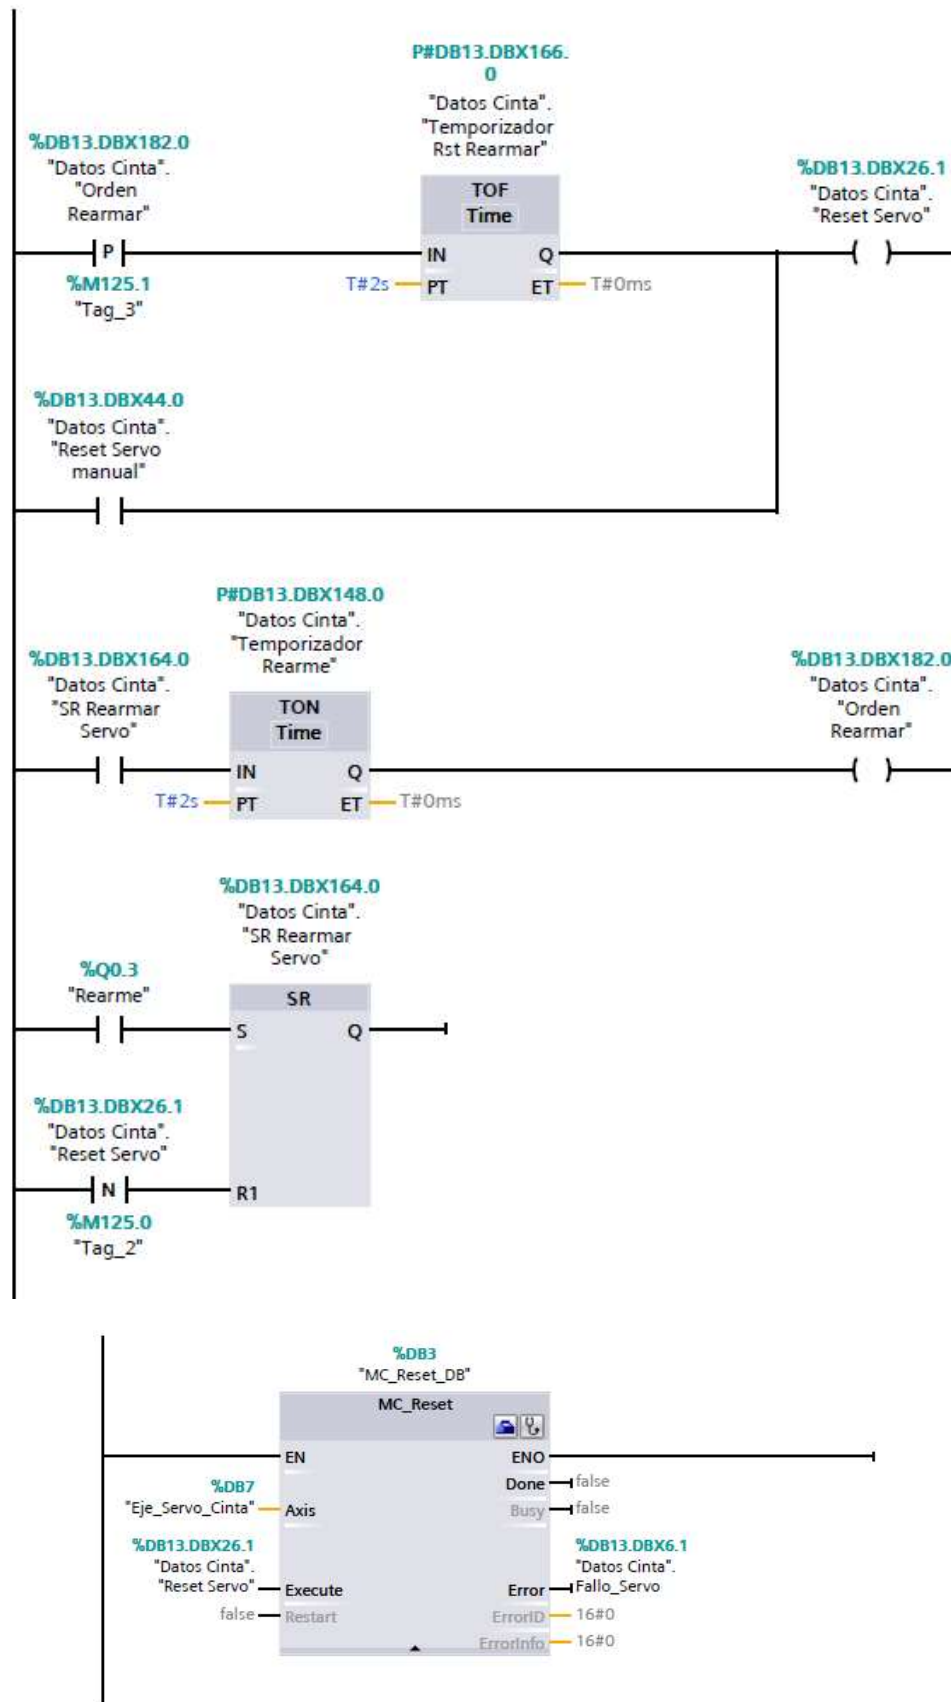 P#DB13.DBX166.
0
"Datos Cinta".
"Temporizador
Rst Rearmar"
%DB13.DBX182.0
"Datos Cinta".
"Orden
Rearmar"
P
%M125.1
"Tag_3"
TOF
Time
IN Q
T#2s PT ET T#0ms
%DB13.DBX26.1
"Datos Cinta".
"Reset Servo"
%DB13.DBX44.0
"Datos Cinta".
"Reset Servo
manual"
P#DB13.DBX148.0
"Datos Cinta".
"Temporizador
Rearme"
%DB13.DBX164.0
"Datos Cinta".
"SR Rearmar
Servo"
TON
Time
IN Q
T#2s PT ET T#0ms
%DB13.DBX182.0
"Datos Cinta".
"Orden
Rearmar"
%DB13.DBX164.0
"Datos Cinta".
"SR Rearmar
Servo"
%Q0.3
"Rearme"
SR
S Q
%DB13.DBX26.1
"Datos Cinta".
"Reset Servo"
N
R1
%M125.0
"Tag_2"
%DB3
"MC_Reset_DB"
MC_Reset
EN ENO
Done false
%DB7
"Eje_Servo_Cinta" Axis
Busy false
%DB13.DBX26.1
"Datos Cinta".
"Reset Servo" Execute
%DB13.DBX6.1
"Datos Cinta".
Error Fallo_Servo
false Restart
ErrorID 16#0
ErrorInfo 16#0